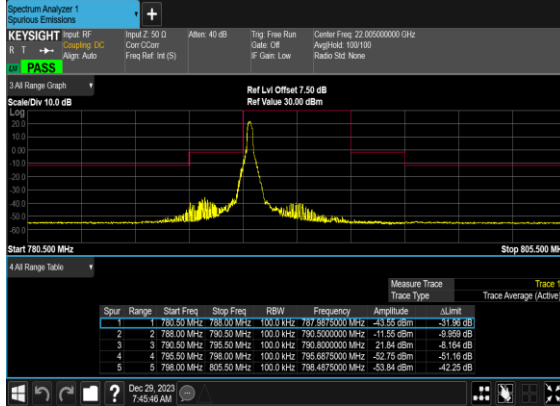 Spectrum Analyzer 1
Spurious Emissions
KEYSIGHT Input: RF Input Z: 50 Ω Atten: 40 dB Trig: Free Run Center Freq: 22.005000000 GHz
R T Coupling: DC Corr CCorr Gate: Off Avg|Hold: 100/100
Align: Auto Freq Ref: Int (S) IF Gain: Low Radio Std: None
PASS
3 All Range Graph
Ref Lvl Offset 7.50 dB
Scale/Div 10.0 dB Ref Value 30.00 dBm
Log
20.0
10.0
0.00
-10.0
-20.0
-30.0
-40.0
-50.0
-60.0
Start 780.500 MHz Stop 805.500 MH
4 All Range Table
Measure Trace Trace 1
Trace Type Trace Average (Active)
Spur Range Start Freq Stop Freq RBW Frequency Amplitude ΔLimit
1 1 780.50 MHz 788.00 MHz 100.0 kHz 787.9875000 MHz -43.55 dBm -31.96 dB
2 2 788.00 MHz 790.50 MHz 100.0 kHz 790.5000000 MHz -11.55 dBm -9.959 dB
3 3 790.50 MHz 795.50 MHz 100.0 kHz 790.8000000 MHz 21.84 dBm -8.164 dB
4 4 795.50 MHz 798.00 MHz 100.0 kHz 795.6875000 MHz -52.75 dBm -51.16 dB
5 5 798.00 MHz 805.50 MHz 100.0 kHz 798.4875000 MHz -53.84 dBm -42.25 dB
Dec 29, 2023
7:45:46 AM